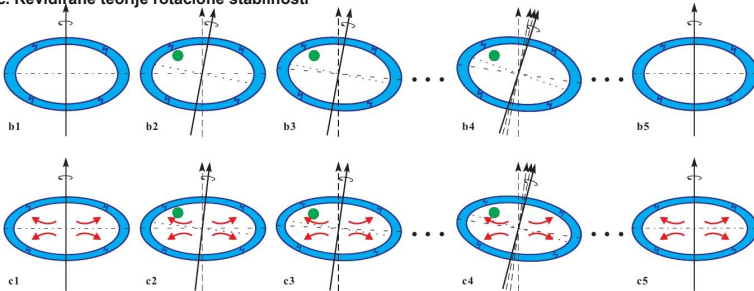 c. Revidirane teorije rotacione stabilnosti
b1 b2 b3 b4 b5
c1 c2 c3 c4 c5